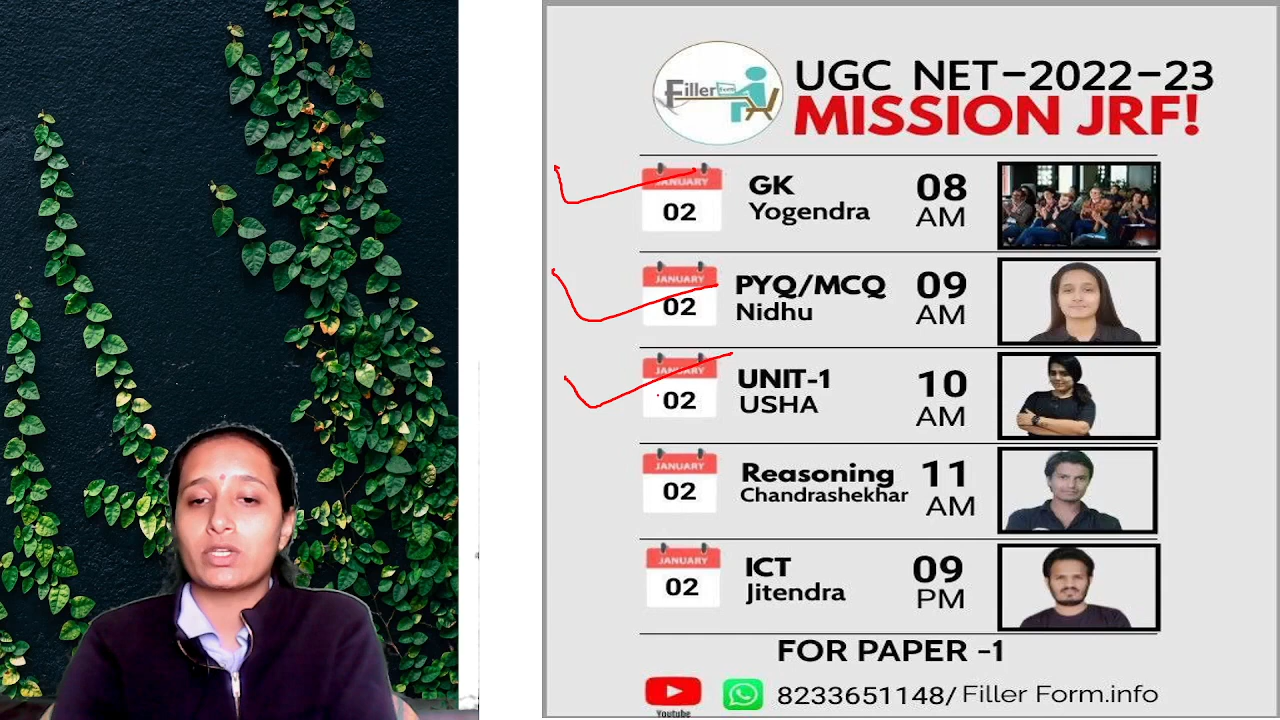 Filler Form
UGC NET-2022-23
MISSION JRF!
JANUARY
02
GK
Yogendra
08
AM
JANUARY
02
PYQ/MCQ
Nidhu
09
AM
JANUARY
02
UNIT-1
USHA
10
AM
JANUARY
02
Reasoning
Chandrashekhar
11
AM
JANUARY
02
ICT
Jitendra
09
PM
FOR PAPER -1
Youtube
8233651148/ Filler Form.info